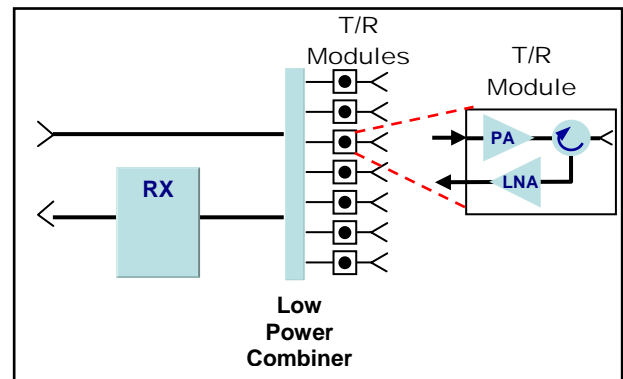 T/R
Modules
T/R
Module
PA
LNA
RX
Low
Power
Combiner